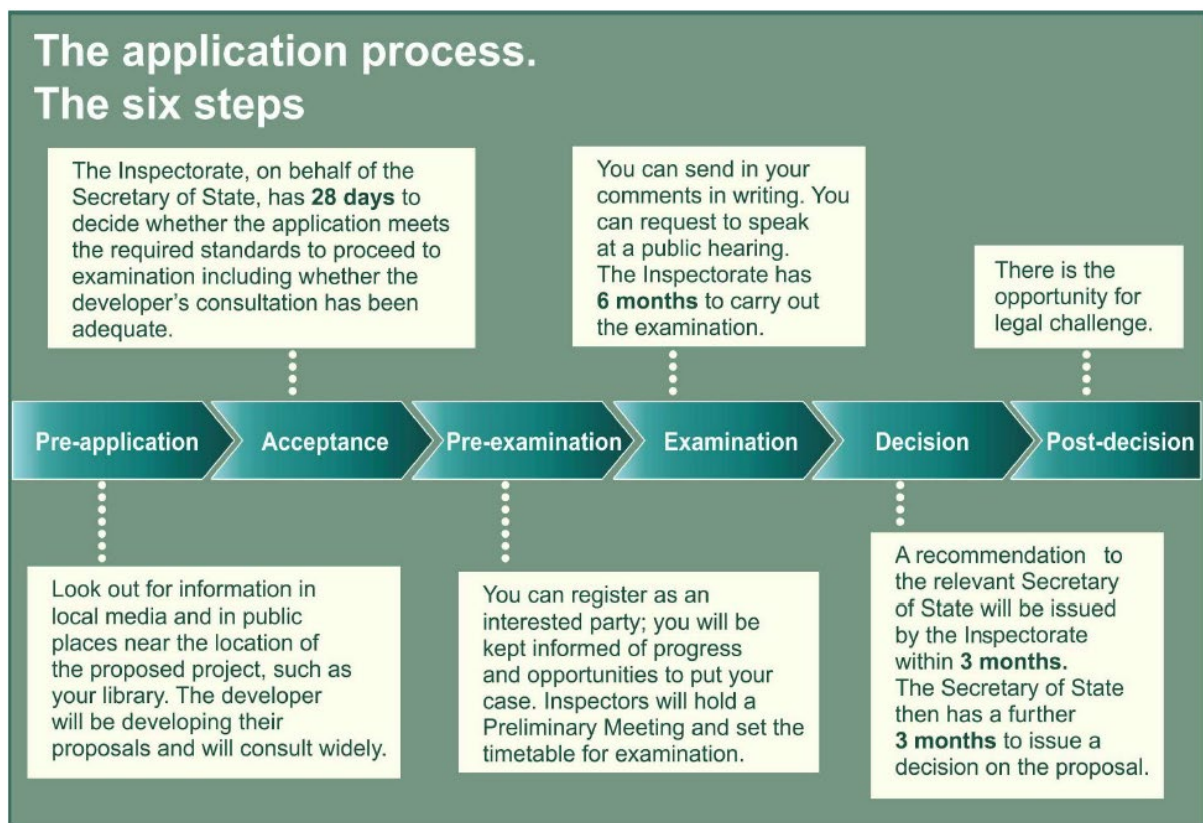 The application process.
The six steps
The Inspectorate, on behalf of the
Secretary of State, has 28 days to
decide whether the application meets
the required standards to proceed to
examination including whether the
developer's consultation has been
adequate.
You can send in your
comments in writing. You
can request to speak
at a public hearing.
The Inspectorate has
6 months to carry out
the examination.
There is the
opportunity for
legal challenge.
Pre-application
Acceptance
Pre-examination
Examination
Decision
Post-decision
Look out for information in
local media and in public
places near the location of
the proposed project, such as
your library. The developer
will be developing their
proposals and will consult widely.
You can register as an
interested party; you will be
kept informed of progress
and opportunities to put your
case. Inspectors will hold a
Preliminary Meeting and set the
timetable for examination.
A recommendation to
the relevant Secretary
of State will be issued
by the Inspectorate
within 3 months.
The Secretary of State
then has a further
3 months to issue a
decision on the proposal.